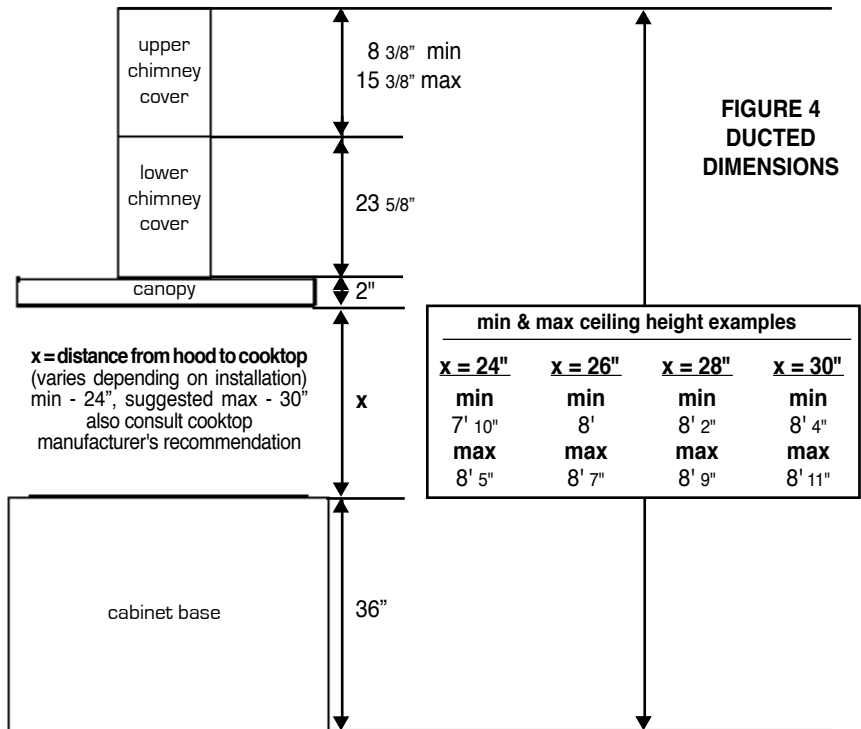 upper
chimney
cover
8 3/8” min
15 3/8” max
FIGURE 4
DUCTED
DIMENSIONS
lower
chimney
cover
23 5/8”
canopy
2"
x = distance from hood to cooktop
(varies depending on installation)
min - 24”, suggested max - 30”
also consult cooktop
manufacturer's recommendation
x
min & max ceiling height examples
x = 24" x = 26" x = 28" x = 30"
min min min min
7' 10" 8' 8' 2" 8' 4"
max max max max
8' 5" 8' 7" 8' 9" 8' 11"
cabinet base
36”